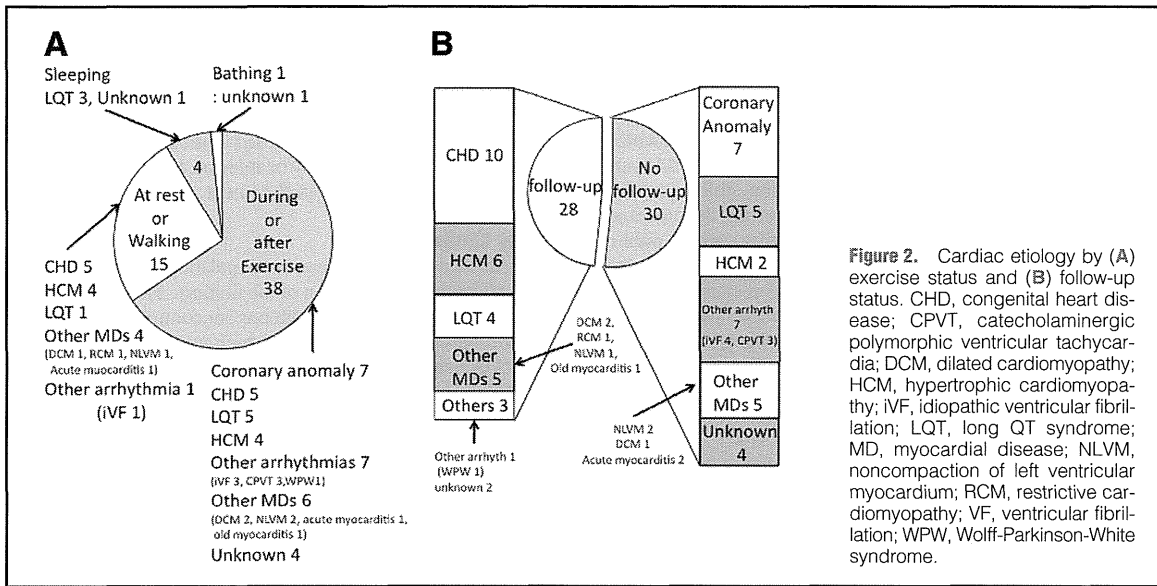 A
Sleeping
LQT 3, Unknown 1
Bathing 1
: unknown 1
4
At rest
or
Walking
15
During
or
after
Exercise
38
CHD 5
HCM 4
LQT 1
Other MDs 4
(DCM 1, RCM 1, NLVM 1,
Acute muocarditis 1)
Other arrhythmia 1
(iVF 1)
Coronary anomaly 7
CHD 5
LQT 5
HCM 4
Other arrhythmias 7
(iVF 3, CPVT 3,WPW1)
Other MDs 6
(DCM 2, NLVM 2, acute myocarditis 1,
old myocarditis 1)
Unknown 4
B
CHD 10
HCM 6
LQT 4
Other
MDs 5
Others 3
Other arrhyth 1
(WPW 1)
unknown 2
follow-up
28
No
follow-up
30
DCM 2,
RCM 1,
NLVM 1,
Old myocarditis 1
Coronary
Anomaly
7
LQT 5
HCM 2
Other arrhyth
7
(iVF 4, CPVT 3)
Other
MDs 5
Unknown
4
NLVM 2
DCM 1
Acute myocarditis 2
Figure 2. Cardiac etiology by (A)
exercise status and (B) follow-up
status. CHD, congenital heart dis-
ease; CPVT, catecholaminergic
polymorphic ventricular tachycar-
dia; DCM, dilated cardiomyopathy;
HCM, hypertrophic cardiomyopa-
thy; iVF, idiopathic ventricular fibril-
lation; LQT, long QT syndrome;
MD, myocardial disease; NLVM,
noncompaction of left ventricular
myocardium; RCM, restrictive car-
diomyopathy; VF, ventricular fibril-
lation; WPW, Wolff-Parkinson-White
syndrome.